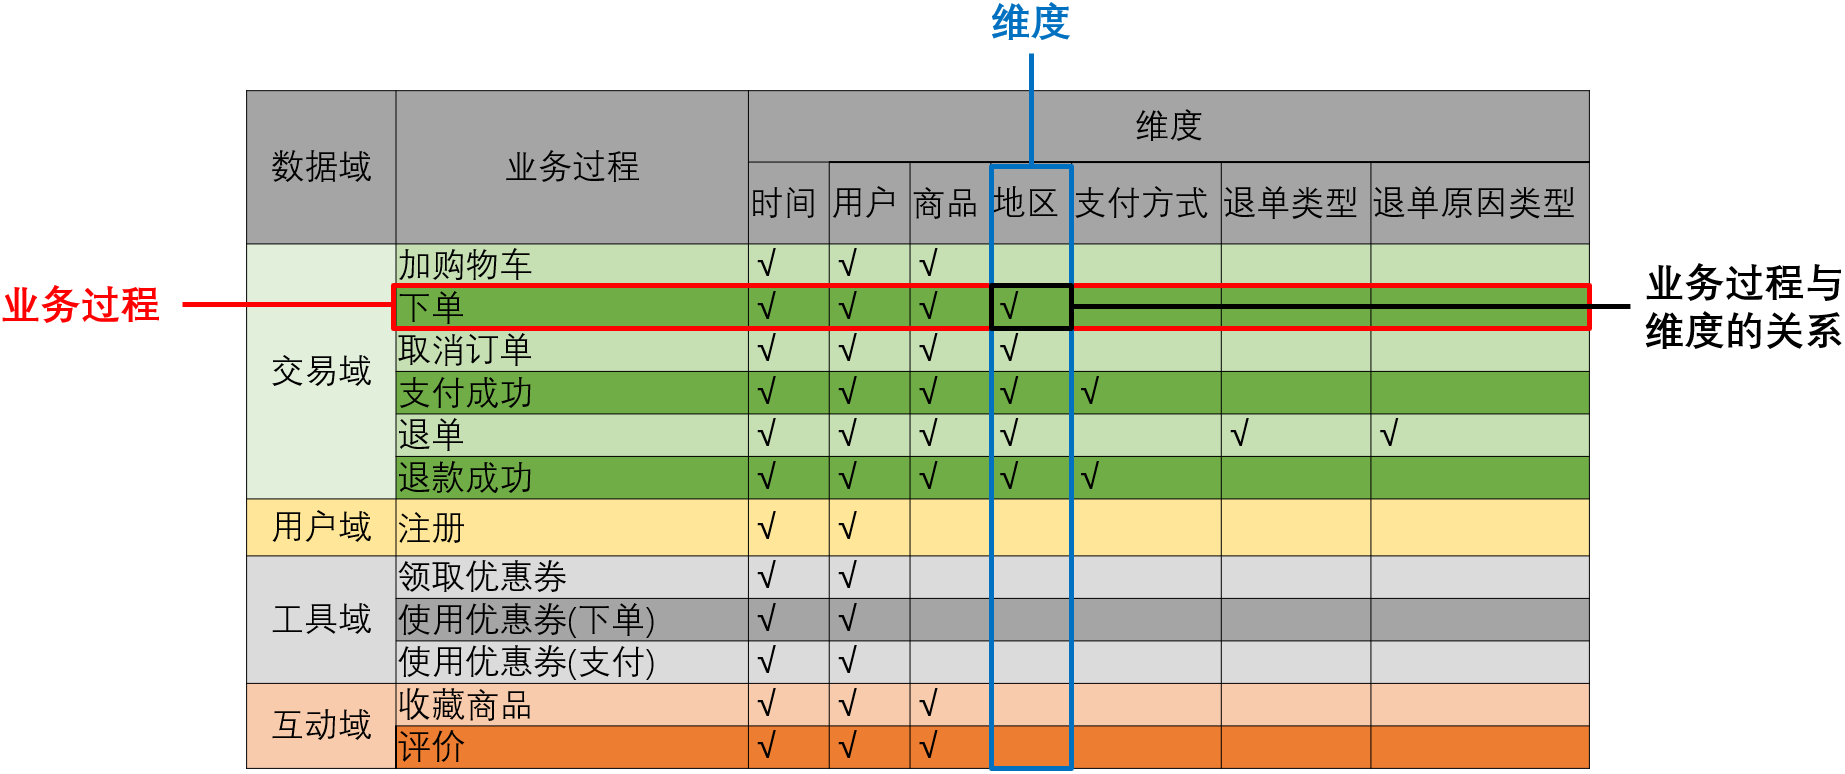 维度
数据域 业务过程 维度
时间 用户 商品 地区 支付方式 退单类型 退单原因类型
交易域
加购物车 √ √ √
业务过程
下单 √ √ √ √
业务过程与
维度的关系
取消订单 √ √ √ √
支付成功 √ √ √ √ √
退单 √ √ √ √ √ √
退款成功 √ √ √ √ √
用户域 注册 √ √
工具域
领取优惠券 √ √
使用优惠券(下单) √ √
使用优惠券(支付) √ √
互动域
收藏商品 √ √ √
评价 √ √ √